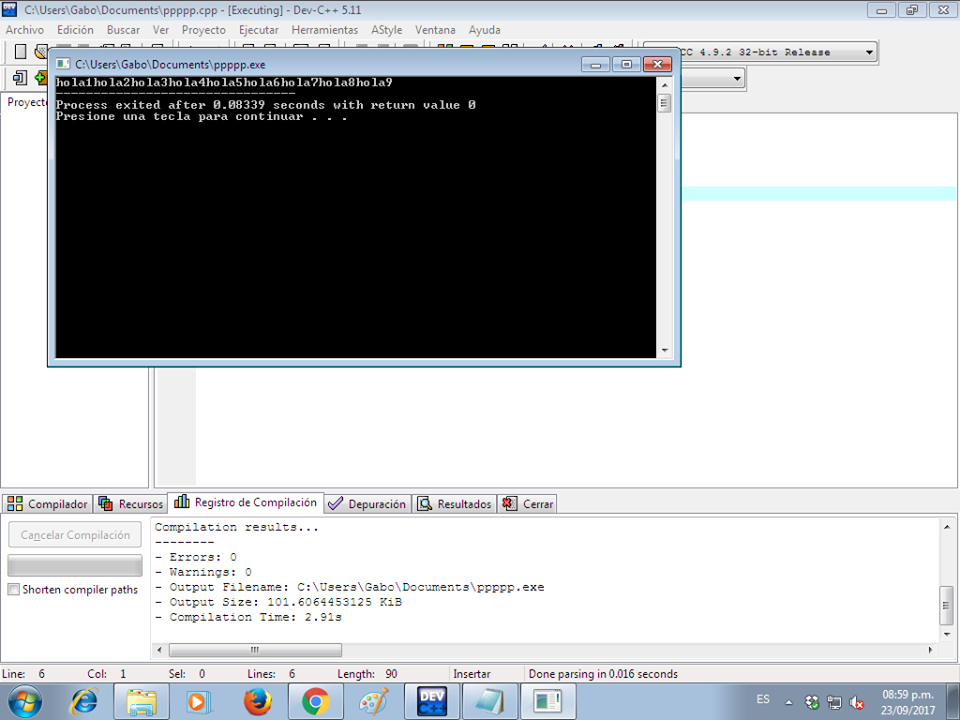 C:\Users\Gabo\Documents\ppppp.cpp - [Executing] - Dev-C++ 5.11
Archivo Edición Buscar Ver Proyecto Ejecutar Herramientas AStyle Ventana Ayuda
CC 4.9.2 32-bit Release
C:\Users\Gabo\Documents\ppppp.exe
hola1hola2hola3hola4hola5hola6hola7hola8hola9
--------------------------------
Process exited after 0.08339 seconds with return value 0
Presione una tecla para continuar . . .
Proyecto
Compilador Recursos Registro de Compilación Depuración Resultados Cerrar
Cancelar Compilación
Shorten compiler paths
Compilation results...
--------
- Errors: 0
- Warnings: 0
- Output Filename: C:\Users\Gabo\Documents\ppppp.exe
- Output Size: 101.6064453125 KiB
- Compilation Time: 2.91s
Line: 6 Col: 1 Sel: 0 Lines: 6 Length: 90 Insertar Done parsing in 0.016 seconds
DEV C++
ES
08:59 p.m.
23/09/2017